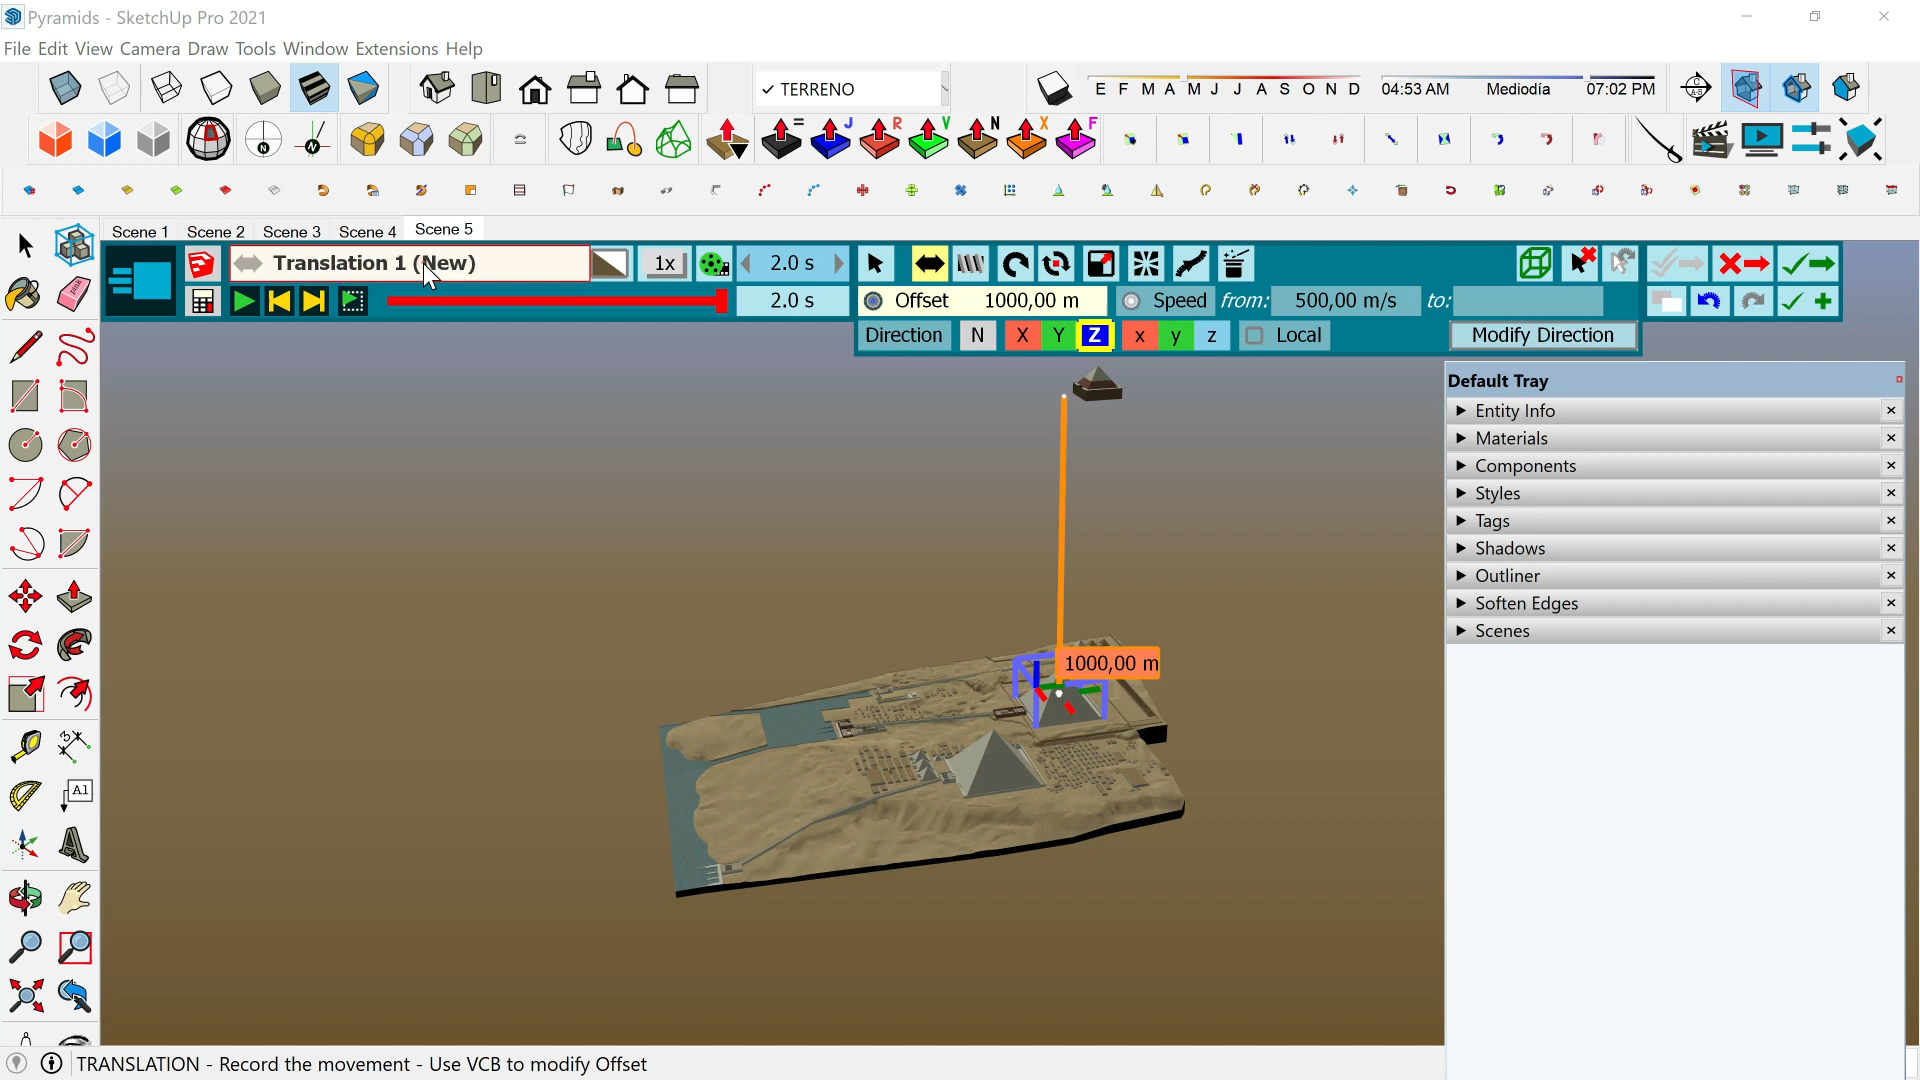 Pyramids - SketchUp Pro 2021
File Edit View Camera Draw Tools Window Extensions Help
✓ TERRENO
E F M A M J J A S O N D
04:53 AM Mediodía 07:02 PM
= J R V N X F
Scene 1 Scene 2 Scene 3 Scene 4 Scene 5
Translation 1 (New)
1x
2.0 s
2.0 s
Offset 1000,00 m
Speed from: 500,00 m/s to:
Direction N X Y Z x y z Local
Modify Direction
Default Tray
Entity Info
Materials
Components
Styles
Tags
Shadows
Outliner
Soften Edges
Scenes
1000,00 m
A1
TRANSLATION - Record the movement - Use VCB to modify Offset